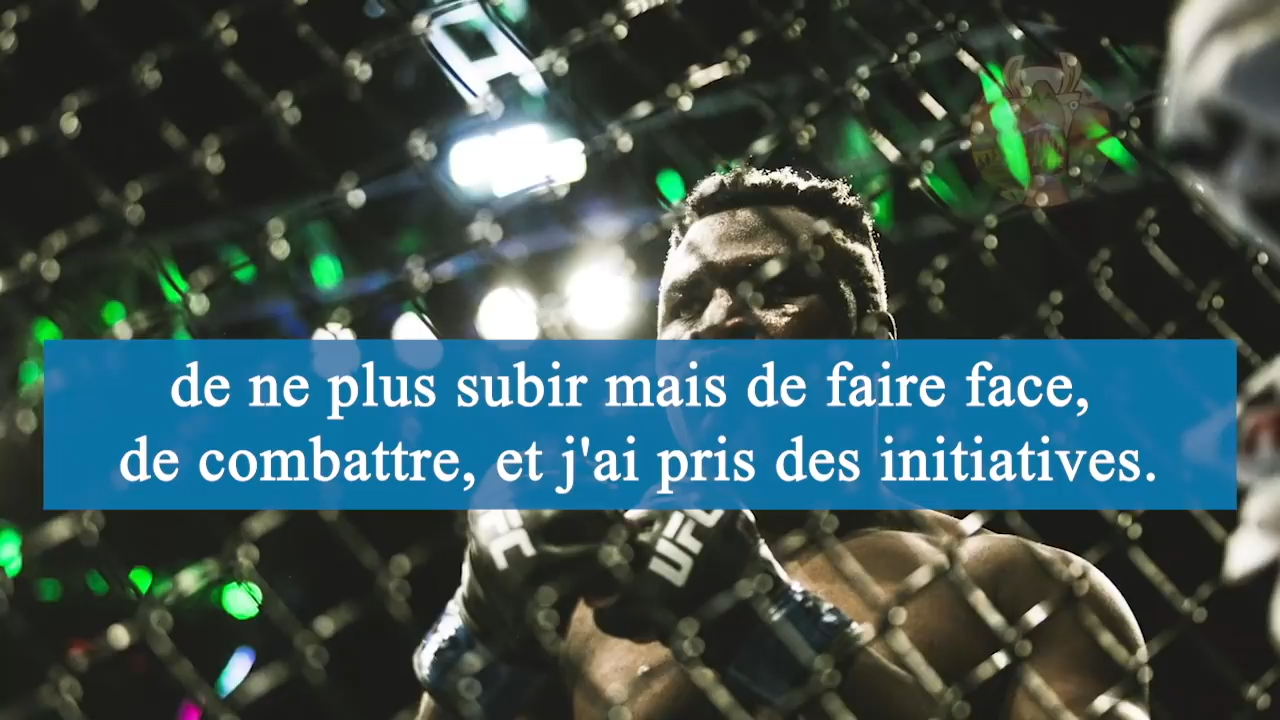 de ne plus subir mais de faire face,
de combattre, et j'ai pris des initiatives.
UFC